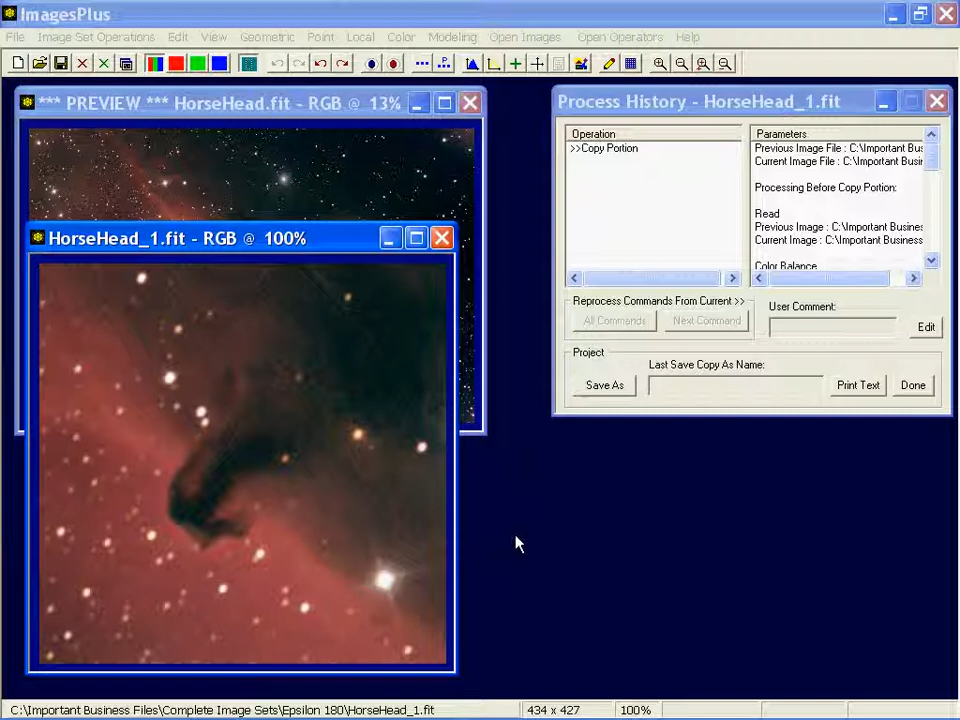 ImagesPlus
File Image Set Operations Edit View Geometric Point Local Color Modeling Open Images Open Operators Help
*** PREVIEW *** HorseHead.fit - RGB @ 13%
HorseHead_1.fit - RGB @ 100%
Process History - HorseHead_1.fit
Operation
>>Copy Portion
Parameters
Previous Image File : C:\Important Bus
Current Image File : C:\Important Busin
Processing Before Copy Portion:
Read
Previous Image : C:\Important Busines
Current Image : C:\Important Business
Color Balance
Reprocess Commands From Current >>
All Commands Next Command
User Comment:
Edit
Project
Last Save Copy As Name:
Save As
Print Text
Done
C:\Important Business Files\Complete Image Sets\Epsilon 180\HorseHead_1.fit
434 x 427
100%